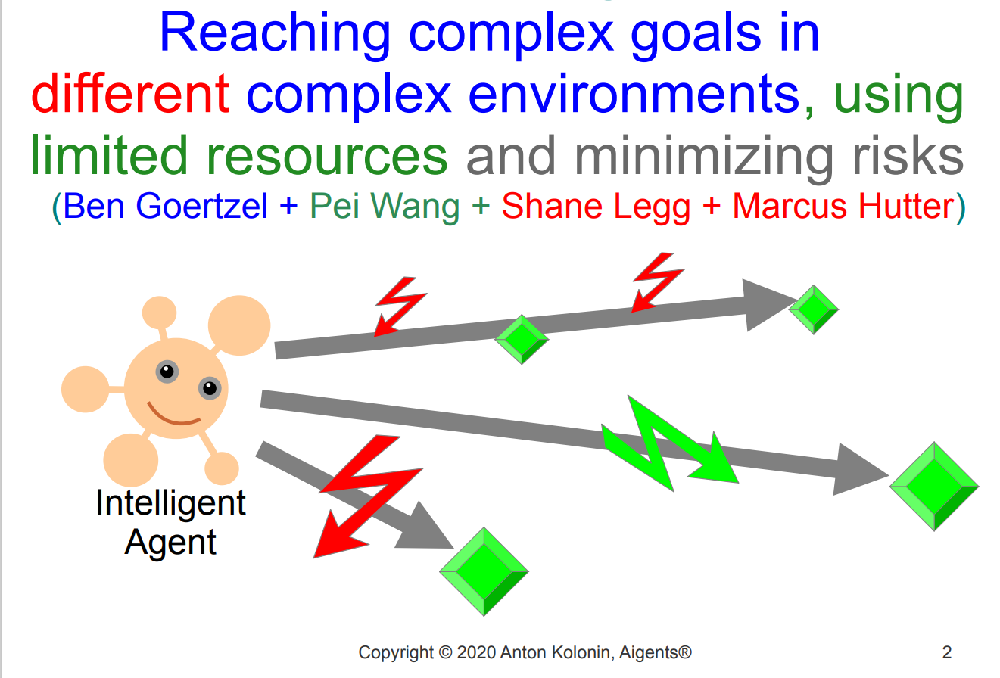 Reaching complex goals in
different complex environments, using
limited resources and minimizing risks
(Ben Goertzel + Pei Wang + Shane Legg + Marcus Hutter)
Intelligent
Agent
Copyright © 2020 Anton Kolonin, Aigents®
2